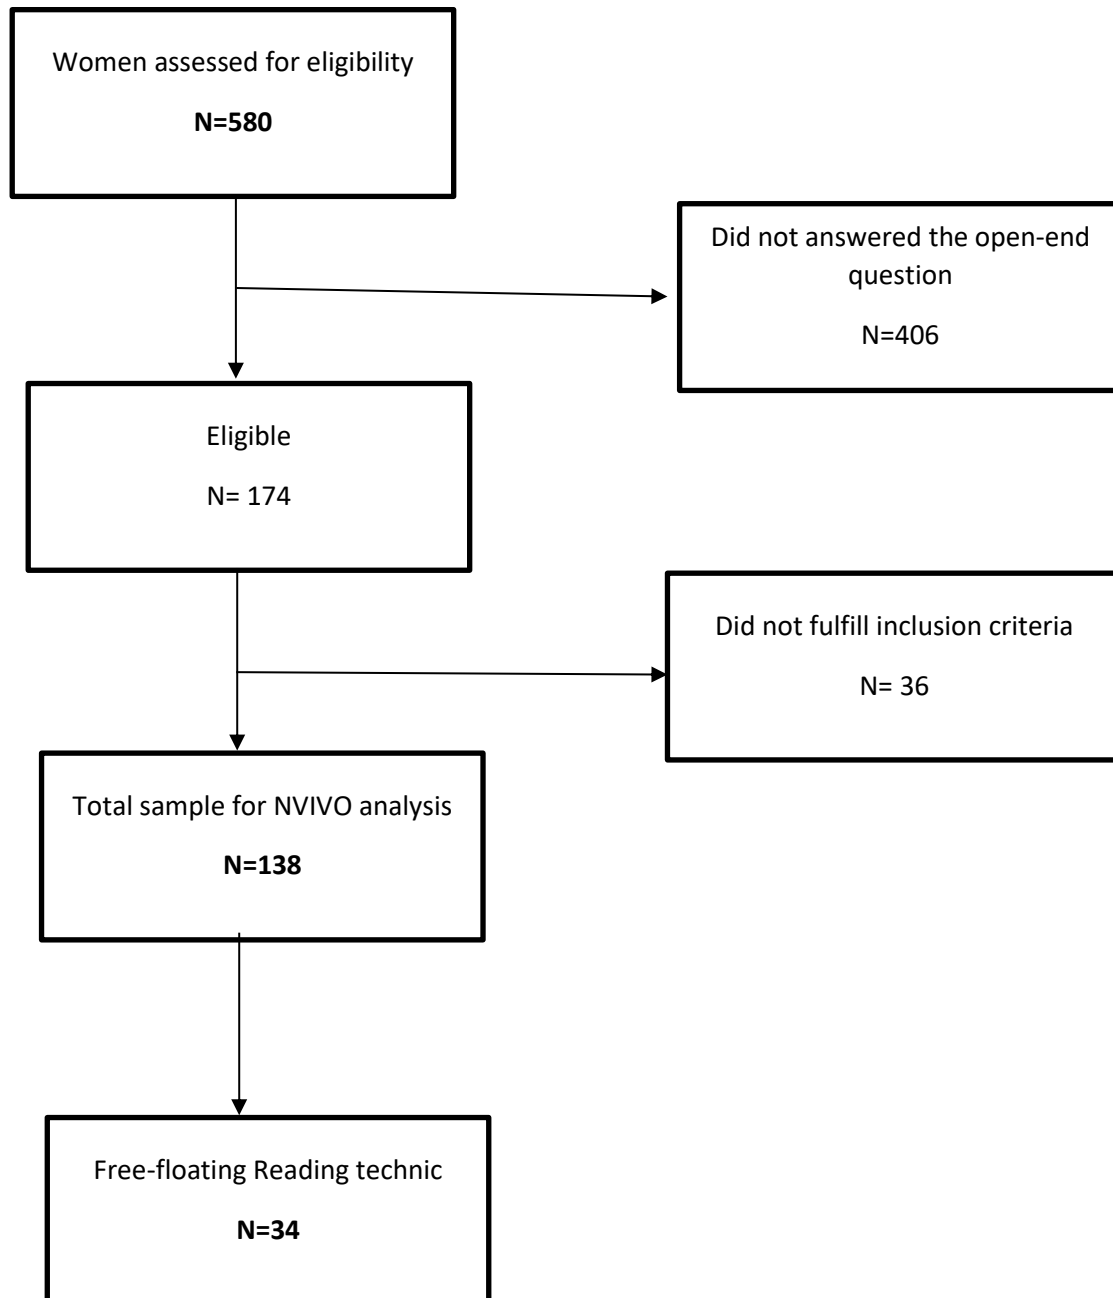 Women assessed for eligibility
N=580
Did not answered the open-end
question
N=406
Eligible
N= 174
Did not fulfill inclusion criteria
N= 36
Total sample for NVIVO analysis
N=138
Free-floating Reading technic
N=34